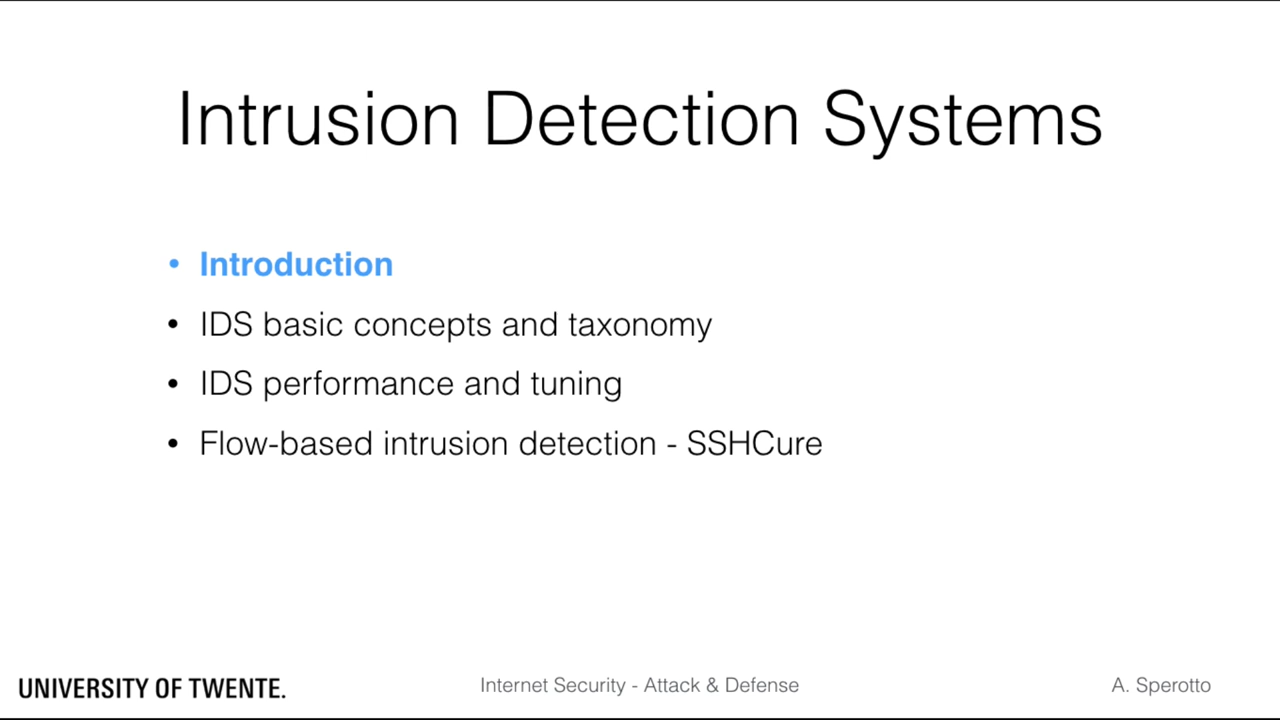 Intrusion Detection Systems
• Introduction
• IDS basic concepts and taxonomy
• IDS performance and tuning
• Flow-based intrusion detection - SSHCure
UNIVERSITY OF TWENTE.
Internet Security - Attack & Defense
A. Sperotto